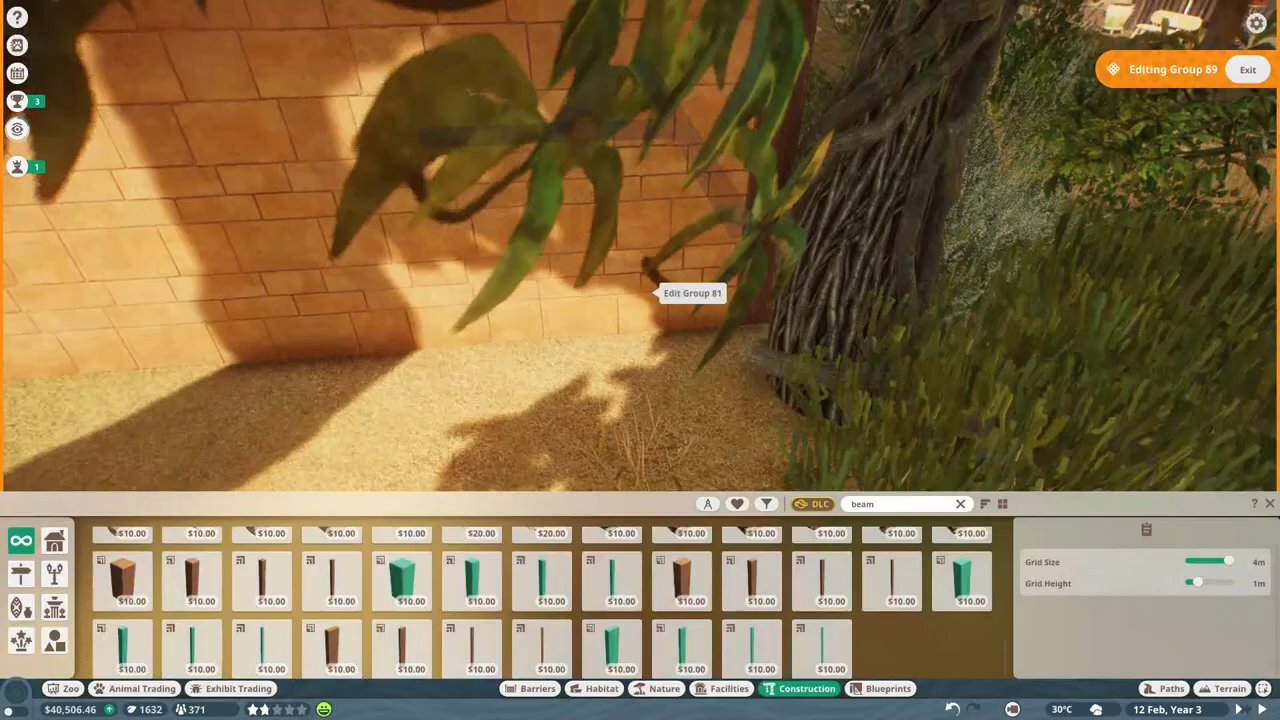 ?
Editing Group 89
Exit
3
1
Edit Group 81
DLC
beam
?
$10.00 $10.00 $10.00 $10.00 $10.00 $20.00 $20.00 $10.00 $10.00 $10.00 $10.00 $10.00 $10.00
Grid Size
4m
Grid Height
1m
$10.00 $10.00 $10.00 $10.00 $10.00 $10.00 $10.00 $10.00 $10.00 $10.00 $10.00 $10.00 $10.00
$10.00 $10.00 $10.00 $10.00 $10.00 $10.00 $10.00 $10.00 $10.00 $10.00 $10.00
Zoo Animal Trading Exhibit Trading Barriers Habitat Nature Facilities Construction Blueprints Paths Terrain
$40,506.46 1632 371 30°C 12 Feb, Year 3